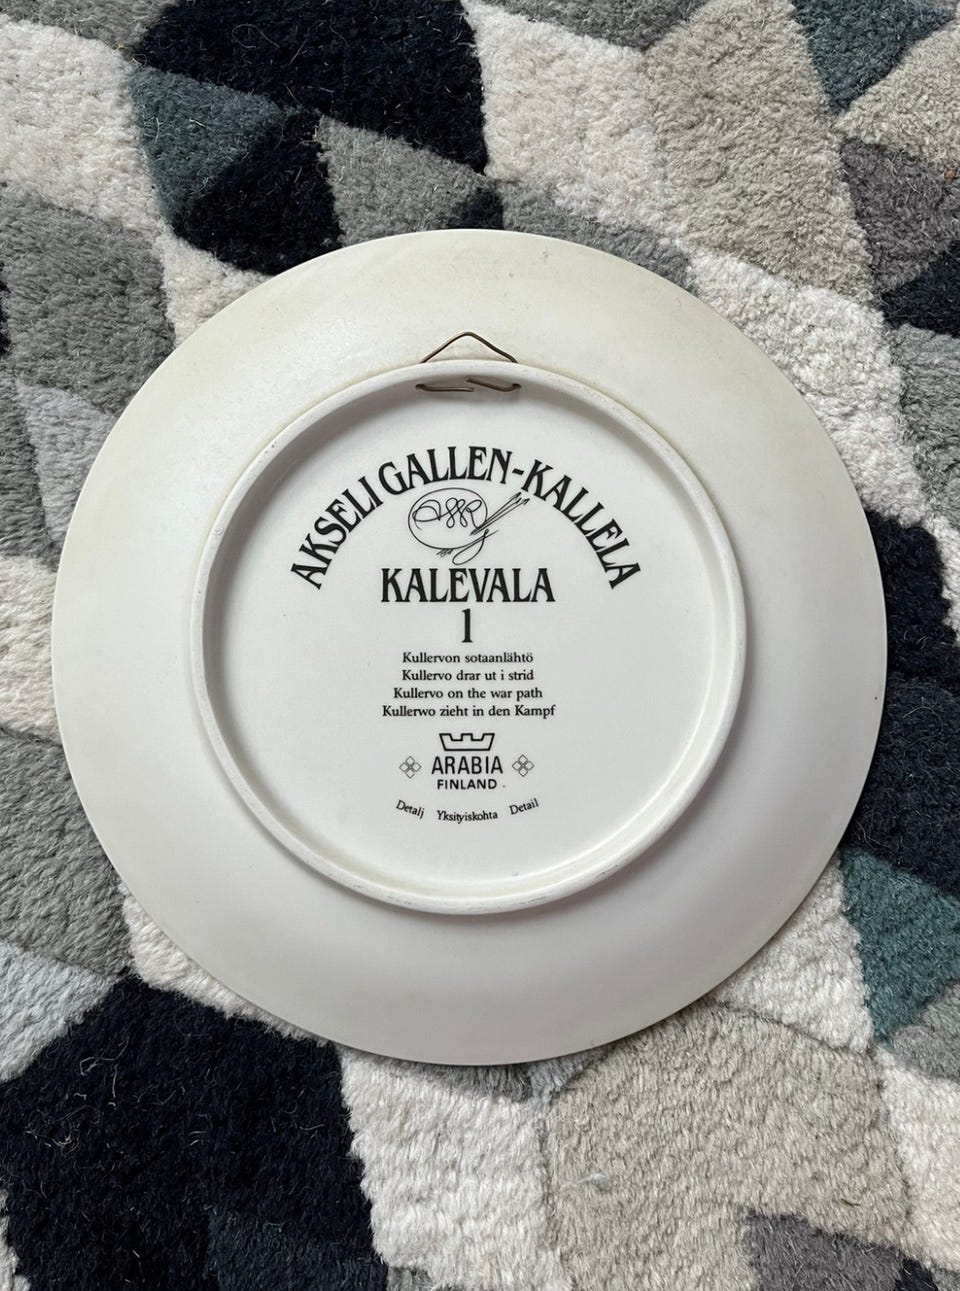 AKSELI GALLEN-KALLELA
KALEVALA
1
Kullervon sotaanlähtö
Kullervo drar ut i strid
Kullervo on the war path
Kullerwo zieht in den Kampf
ARABIA
FINLAND
Detalj Yksityiskohta Detail